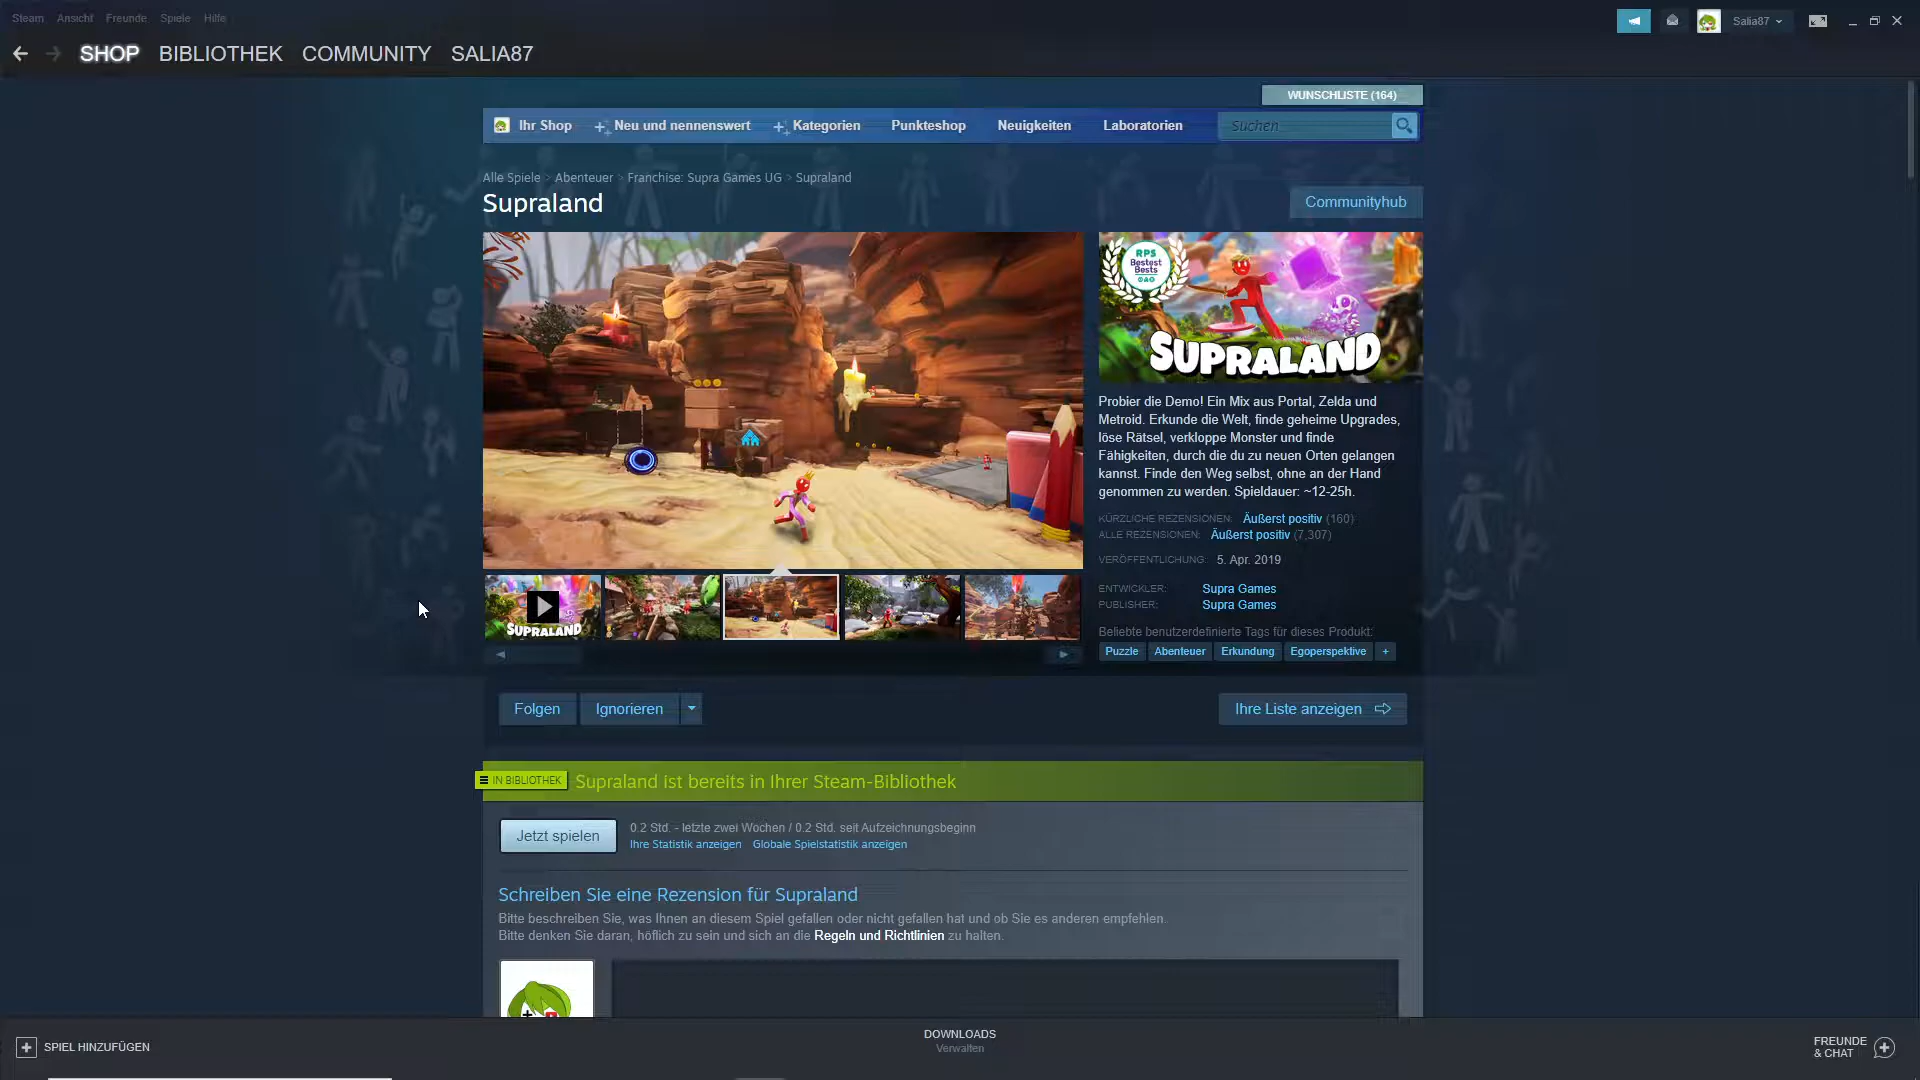 Steam Ansicht Freunde Spiele Hilfe
Salia87
SHOP BIBLIOTHEK COMMUNITY SALIA87
WUNSCHLISTE (164)
Ihr Shop Neu und nennenswert Kategorien Punkteshop Neuigkeiten Laboratorien Suchen
Alle Spiele > Abenteuer > Franchise: Supra Games UG > Supraland
Supraland
Communityhub
RPS
Bestest
Bests
SUPRALAND
Probier die Demo! Ein Mix aus Portal, Zelda und
Metroid. Erkunde die Welt, finde geheime Upgrades,
löse Rätsel, verkloppe Monster und finde
Fähigkeiten, durch die du zu neuen Orten gelangen
kannst. Finde den Weg selbst, ohne an der Hand
genommen zu werden. Spieldauer: ~12-25h.
KÜRZLICHE REZENSIONEN: Äußerst positiv (160)
ALLE REZENSIONEN: Äußerst positiv (7,307)
VERÖFFENTLICHUNG: 5. Apr. 2019
ENTWICKLER: Supra Games
PUBLISHER: Supra Games
Beliebte benutzerdefinierte Tags für dieses Produkt:
Puzzle Abenteuer Erkundung Egoperspektive +
SUPRALAND
Folgen Ignorieren Ihre Liste anzeigen
IN BIBLIOTHEK Supraland ist bereits in Ihrer Steam-Bibliothek
Jetzt spielen
0.2 Std. - letzte zwei Wochen / 0.2 Std. seit Aufzeichnungsbeginn
Ihre Statistik anzeigen Globale Spielstatistik anzeigen
Schreiben Sie eine Rezension für Supraland
Bitte beschreiben Sie, was Ihnen an diesem Spiel gefallen oder nicht gefallen hat und ob Sie es anderen empfehlen.
Bitte denken Sie daran, höflich zu sein und sich an die Regeln und Richtlinien zu halten.
SPIEL HINZUFÜGEN
DOWNLOADS
Verwalten
FREUNDE
& CHAT